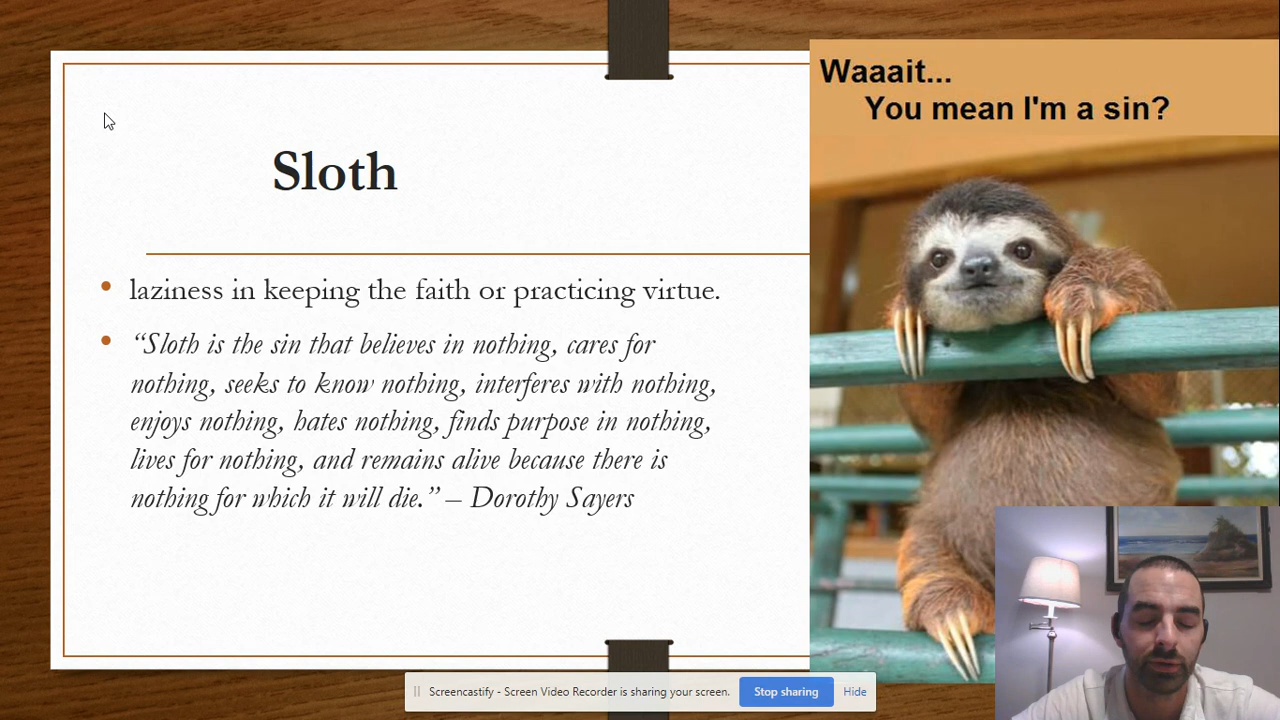 Waaait...
You mean I'm a sin?
Sloth
laziness in keeping the faith or practicing virtue.
“Sloth is the sin that believes in nothing, cares for
nothing, seeks to know nothing, interferes with nothing,
enjoys nothing, hates nothing, finds purpose in nothing,
lives for nothing, and remains alive because there is
nothing for which it will die.” – Dorothy Sayers
Screencastify - Screen Video Recorder is sharing your screen.
Stop sharing
Hide